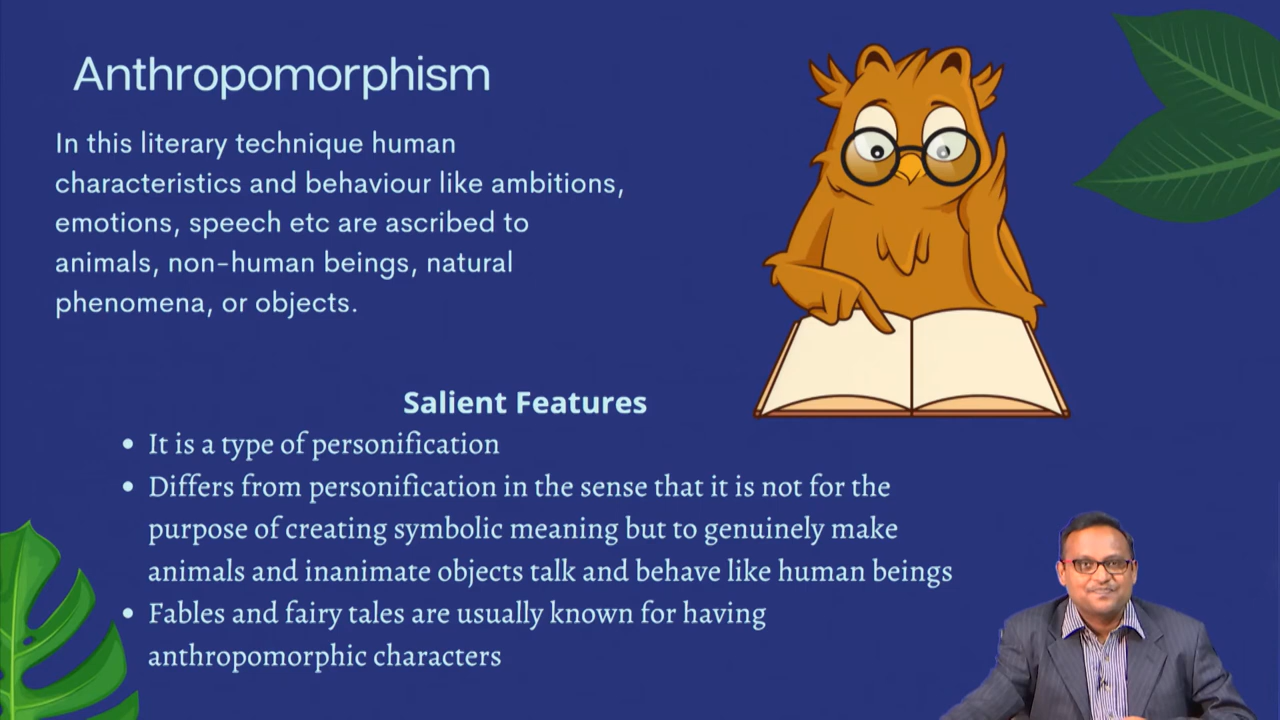 Anthropomorphism
In this literary technique human
characteristics and behaviour like ambitions,
emotions, speech etc are ascribed to
animals, non-human beings, natural
phenomena, or objects.
Salient Features
• It is a type of personification
• Differs from personification in the sense that it is not for the
purpose of creating symbolic meaning but to genuinely make
animals and inanimate objects talk and behave like human beings
• Fables and fairy tales are usually known for having
anthropomorphic characters